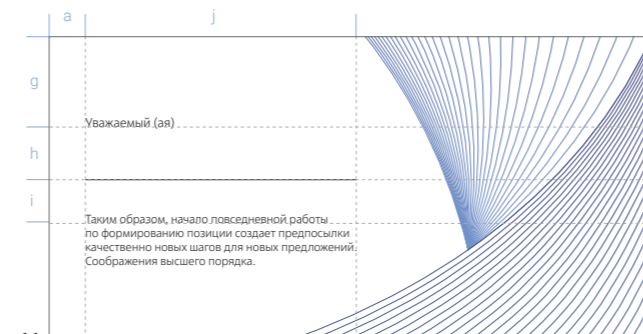 a j
g
Уважаемый (ая)
h
i
Таким образом, начало повседневной работы
по формированию позиции создает предпосылки
качественно новых шагов для новых предложений.
Соображения высшего порядка.